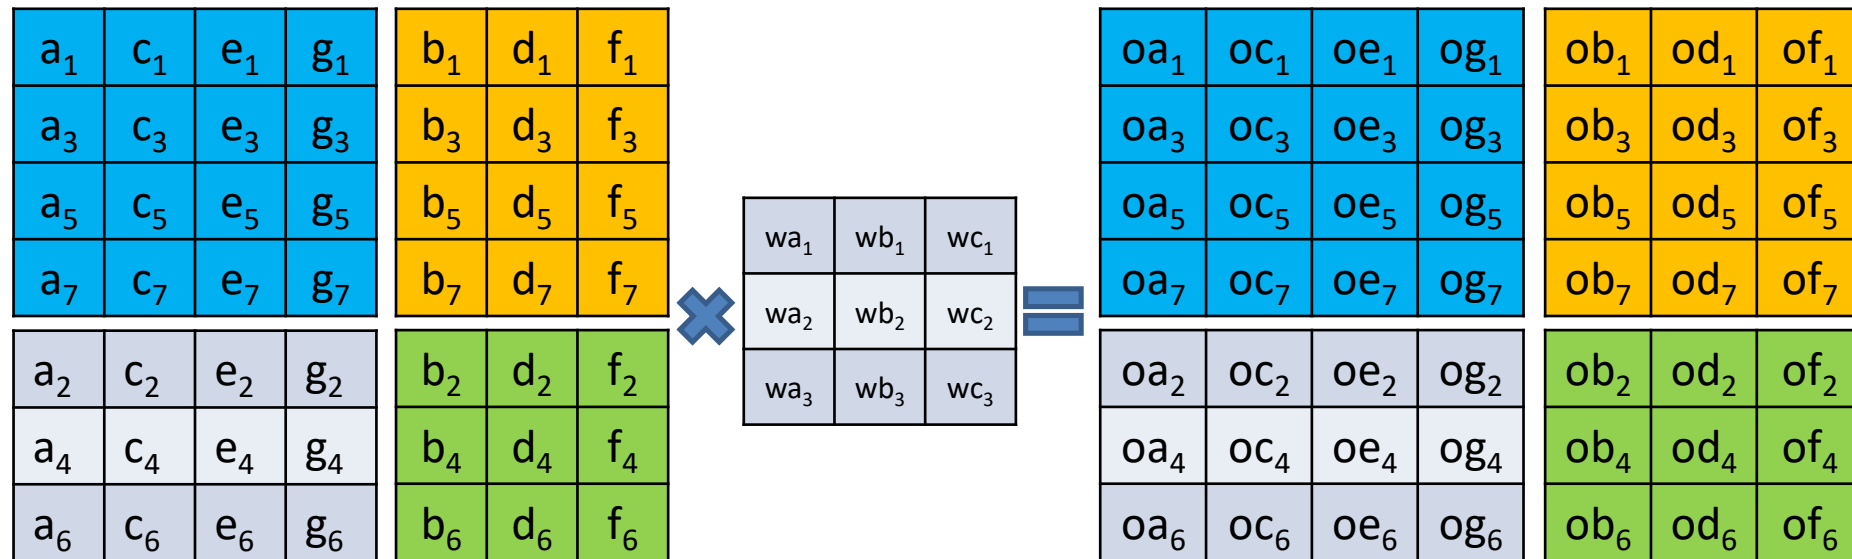 a₁ c₁ e₁ g₁ b₁ d₁ f₁ oa₁ oc₁ oe₁ og₁ ob₁ od₁ of₁
a₃ c₃ e₃ g₃ b₃ d₃ f₃ oa₃ oc₃ oe₃ og₃ ob₃ od₃ of₃
a₅ c₅ e₅ g₅ b₅ d₅ f₅ oa₅ oc₅ oe₅ og₅ ob₅ od₅ of₅
wa₁ wb₁ wc₁
a₇ c₇ e₇ g₇ b₇ d₇ f₇ oa₇ oc₇ oe₇ og₇ ob₇ od₇ of₇
wa₂ wb₂ wc₂
a₂ c₂ e₂ g₂ b₂ d₂ f₂ oa₂ oc₂ oe₂ og₂ ob₂ od₂ of₂
wa₃ wb₃ wc₃
a₄ c₄ e₄ g₄ b₄ d₄ f₄ oa₄ oc₄ oe₄ og₄ ob₄ od₄ of₄
a₆ c₆ e₆ g₆ b₆ d₆ f₆ oa₆ oc₆ oe₆ og₆ ob₆ od₆ of₆